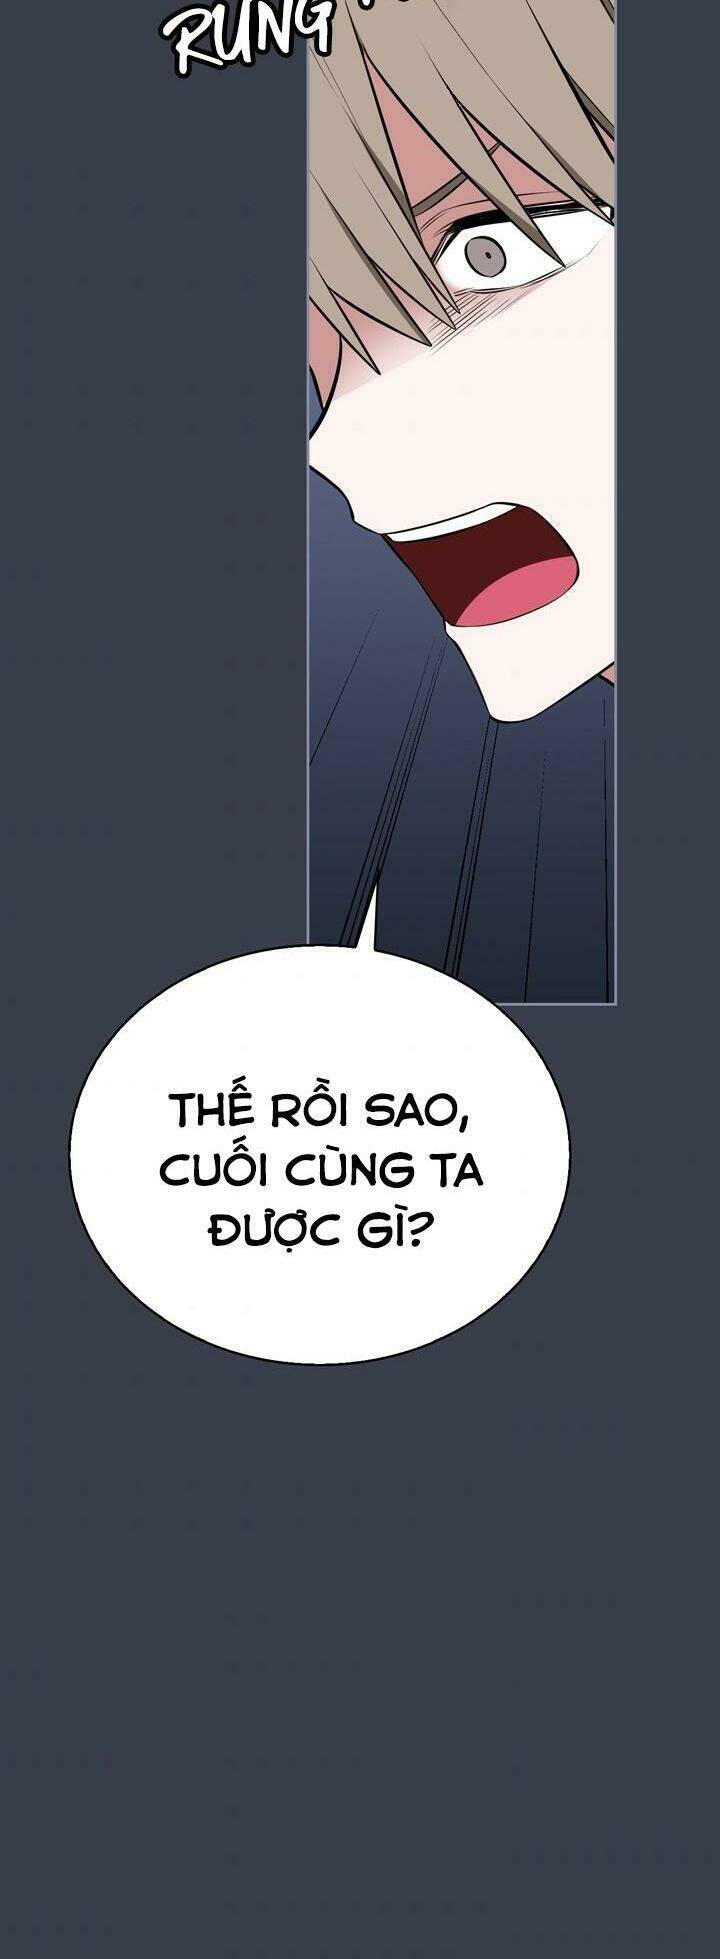 RUNG
THẾ RỒI SAO,
CUỐI CÙNG TA
ĐƯỢC GÌ?